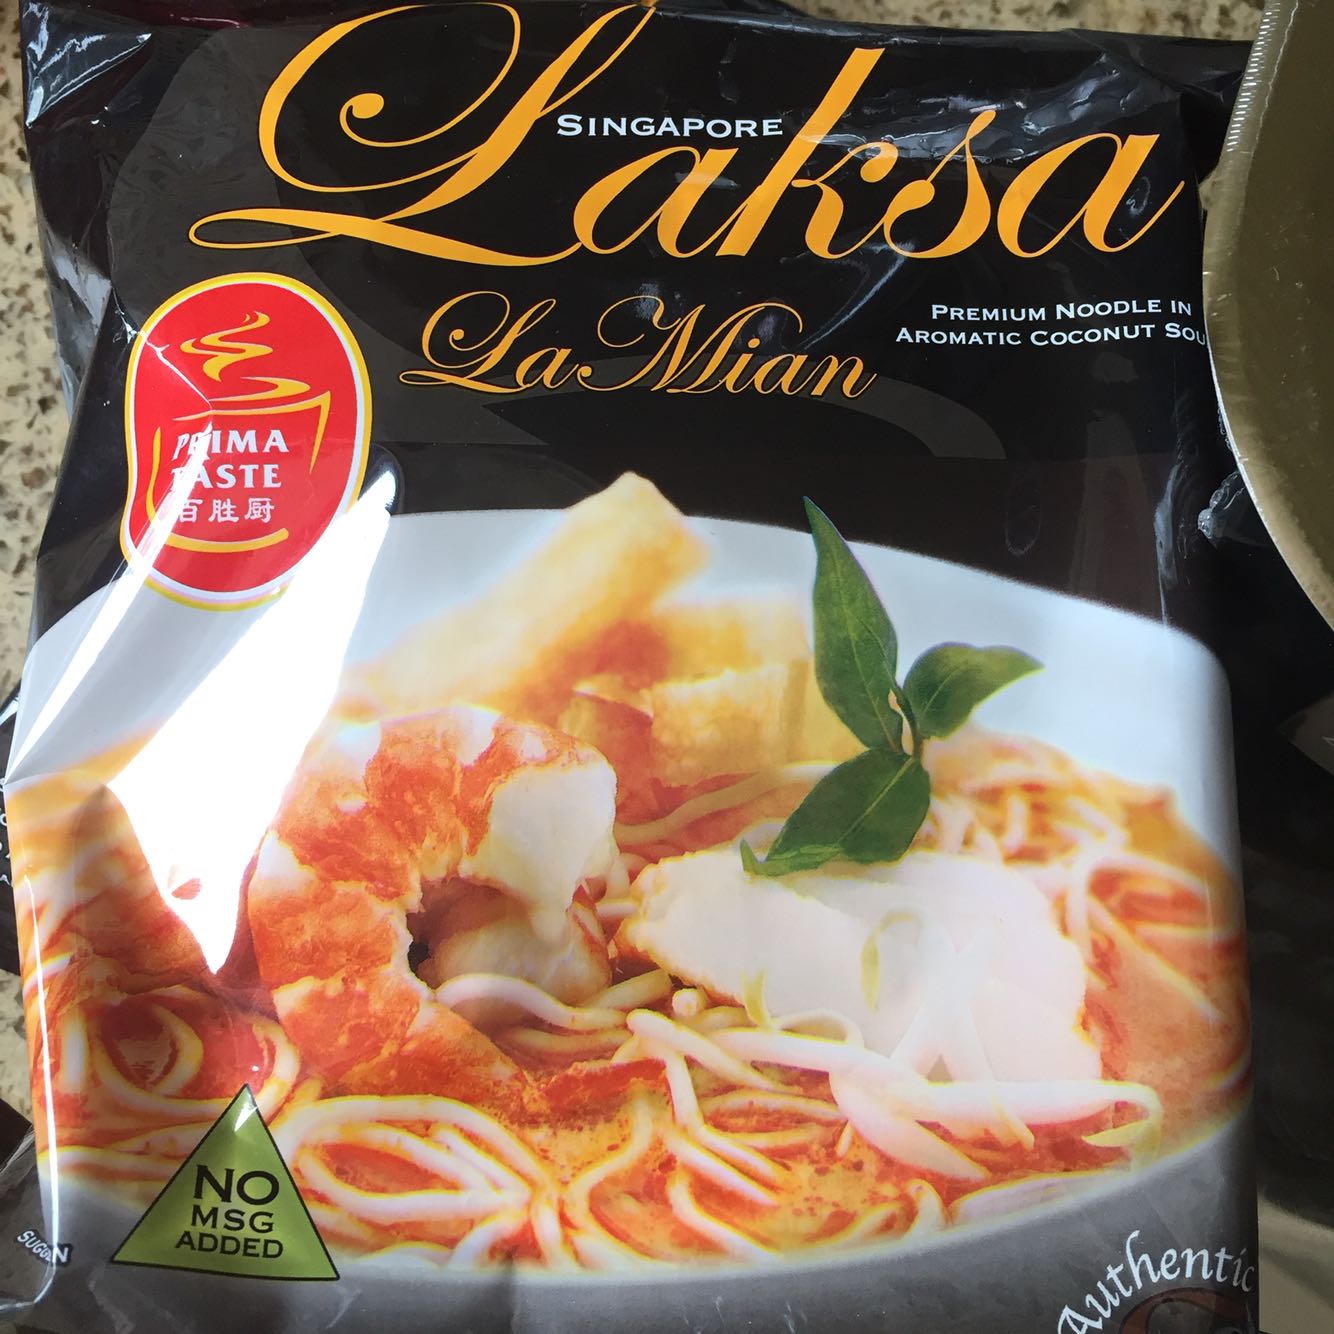 SINGAPORE
Laksa
La Mian
PREMIUM NOODLE IN
AROMATIC COCONUT SOU
PRIMA
TASTE
百胜厨
NO
MSG
ADDED
Authentic